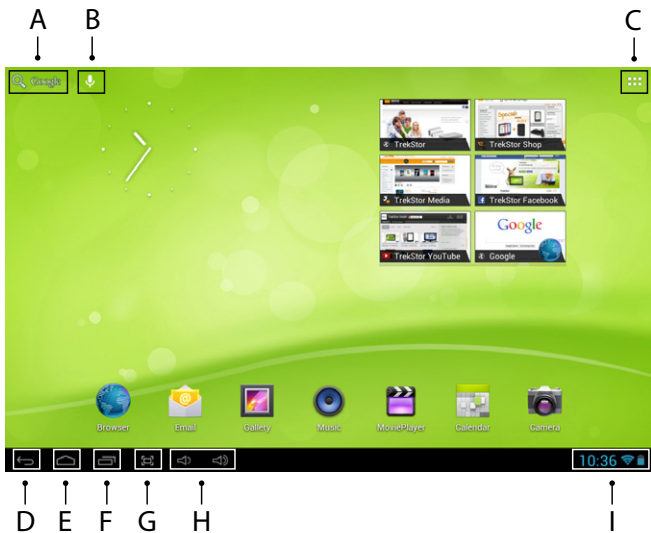 A B C
Google
TrekStor TrekStor Shop
TrekStor Media TrekStor Facebook
Google
TrekStor YouTube Google
Browser Email Gallery Music MoviePlayer Calendar Camera
10:36
D E F G H I